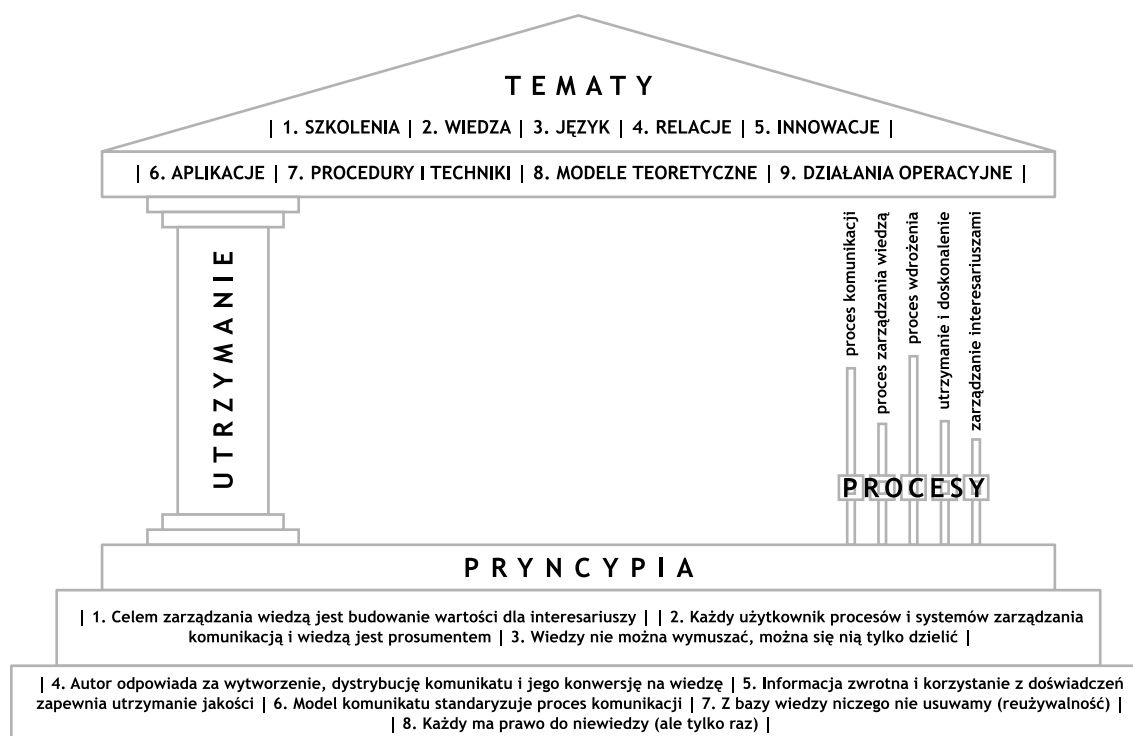 TEMATY
| 1. SZKOLENIA | 2. WIEDZA | 3. JĘZYK | 4. RELACJE | 5. INNOWACJE |
| 6. APLIKACJE | 7. PROCEDURY I TECHNIKI | 8. MODELE TEORETYCZNE | 9. DZIAŁANIA OPERACYJNE |
UTRZYMANIE
proces komunikacji
proces zarządzania wiedzą
proces wdrożenia
utrzymanie i doskonalenie
zarządzanie interesariuszami
PROCESY
PRYNCYPIA
| 1. Celem zarządzania wiedzą jest budowanie wartości dla interesariuszy | | 2. Każdy użytkownik procesów i systemów zarządzania
komunikacją i wiedzą jest prosumentem | 3. Wiedzy nie można wymuszać, można się nią tylko dzielić |
| 4. Autor odpowiada za wytworzenie, dystrybucję komunikatu i jego konwersję na wiedzę | 5. Informacja zwrotna i korzystanie z doświadczeń
zapewnia utrzymanie jakości | 6. Model komunikatu standaryzuje proces komunikacji | 7. Z bazy wiedzy niczego nie usuwamy (reużywalność) |
| 8. Każdy ma prawo do niewiedzy (ale tylko raz) |